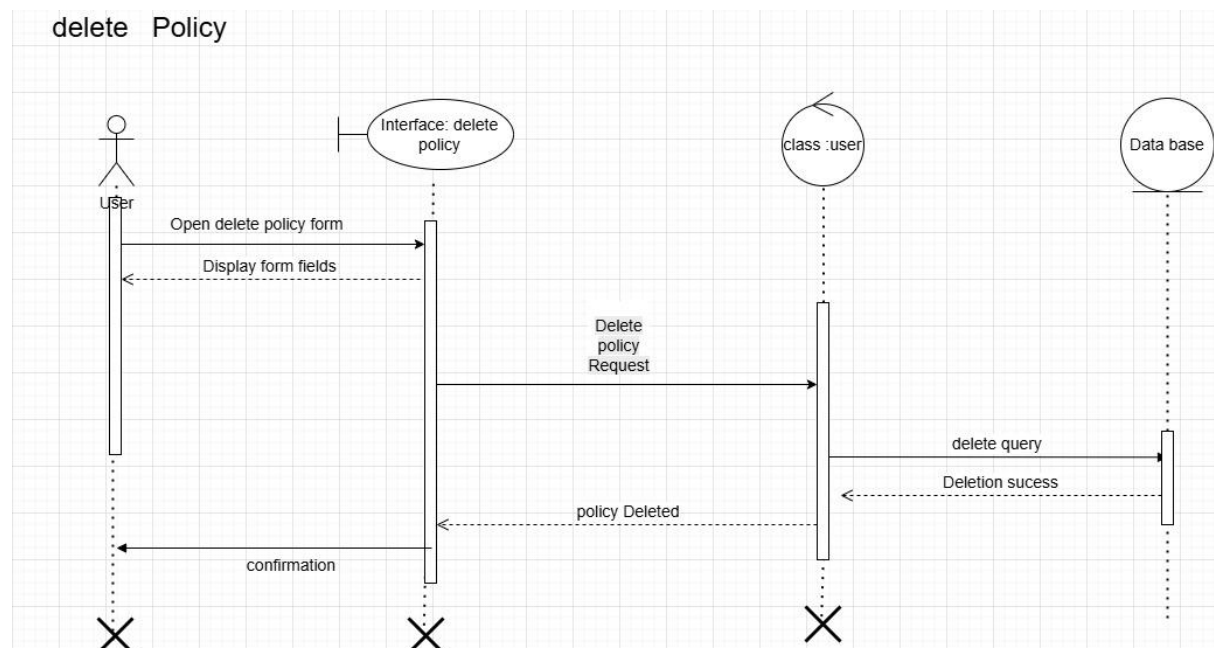 delete Policy
Interface: delete
policy
class :user
Data base
User
Open delete policy form
Display form fields
Delete
policy
Request
delete query
Deletion sucess
policy Deleted
confirmation